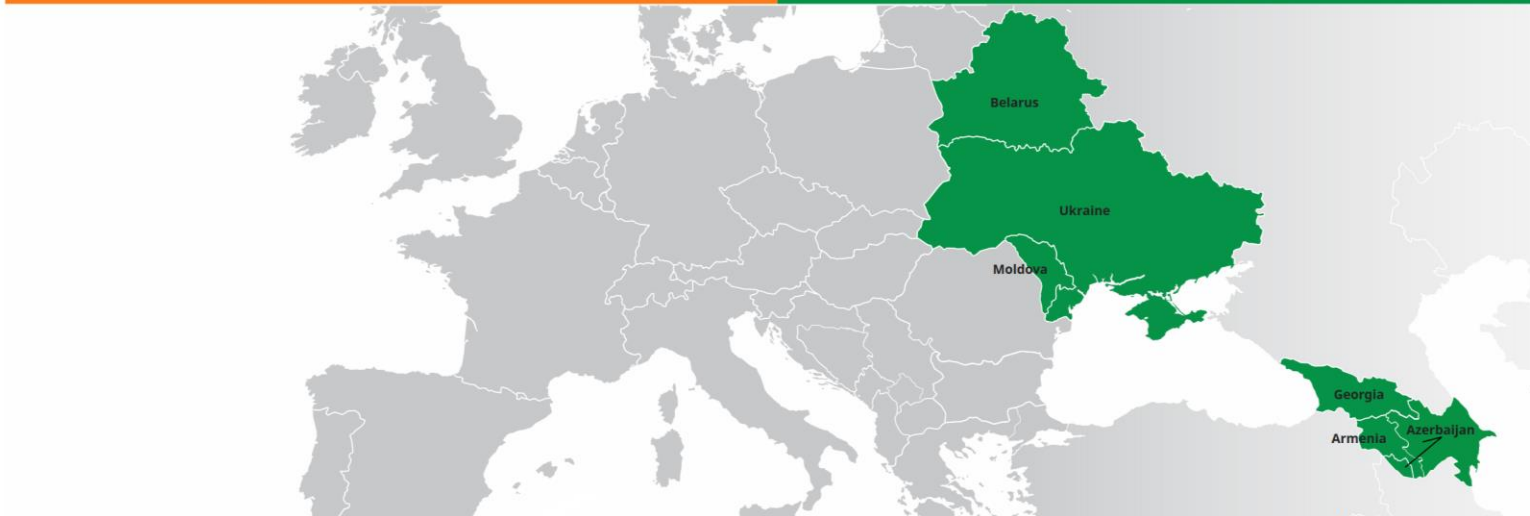 Belarus
Ukraine
Moldova
Georgia
Azerbaijan
Armenia